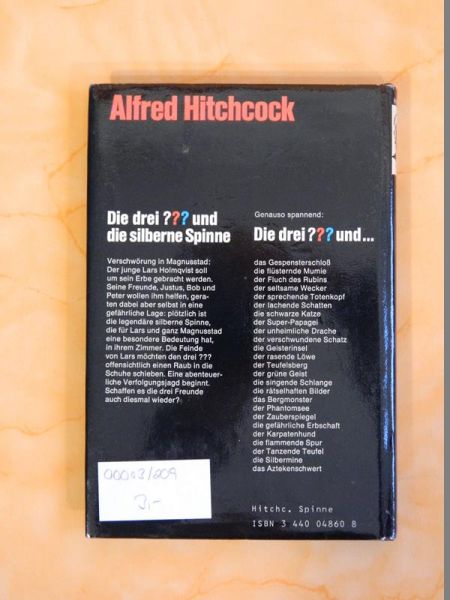 Alfred Hitchcock
Die drei ??? und
die silberne Spinne
Verschwörung in Magnusstad:
Der junge Lars Holmqvist soll
um sein Erbe gebracht werden.
Seine Freunde, Justus, Bob und
Peter wollen ihm helfen, gera-
ten dabei aber selbst in eine
gefährliche Lage: plötzlich ist
die legendäre silberne Spinne,
die für Lars und ganz Magnusstad
eine besondere Bedeutung hat,
in ihrem Zimmer. Die Feinde
von Lars möchten den drei ???
offensichtlich einen Raub in die
Schuhe schieben. Eine abenteuer-
liche Verfolgungsjagd beginnt.
Schaffen es die drei Freunde
auch diesmal wieder?
Genauso spannend:
Die drei ??? und...
das Gespensterschloß
die flüsternde Mumie
der Fluch des Rubins
der seltsame Wecker
der sprechende Totenkopf
der lachende Schatten
die schwarze Katze
der Super-Papagei
der unheimliche Drache
der verschwundene Schatz
die Geisterinsel
der rasende Löwe
der Teufelsberg
der grüne Geist
die singende Schlange
die rätselhaften Bilder
das Bergmonster
der Phantomsee
der Zauberspiegel
die gefährliche Erbschaft
der Karpatenhund
die flammende Spur
der Tanzende Teufel
die Silbermine
das Aztekenschwert
3,-
Hitchc. Spinne
ISBN 3 440 04860 8